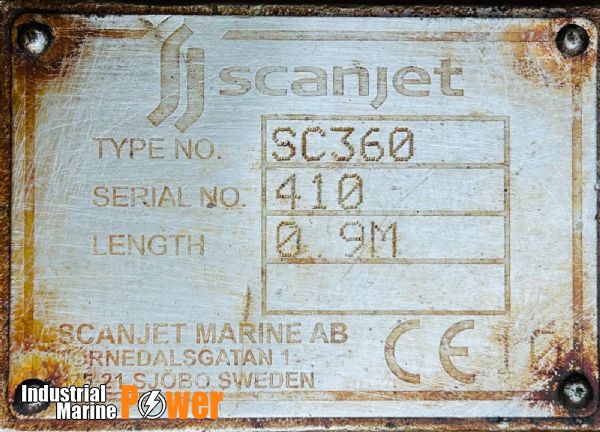 scanjet
TYPE NO. SC360
SERIAL NO. 410
LENGTH 0.9M
SCANJET MARINE AB
TORNEDALSGATAN 1
21 SJÖBO, SWEDEN
CE
Industrial
Marine Power